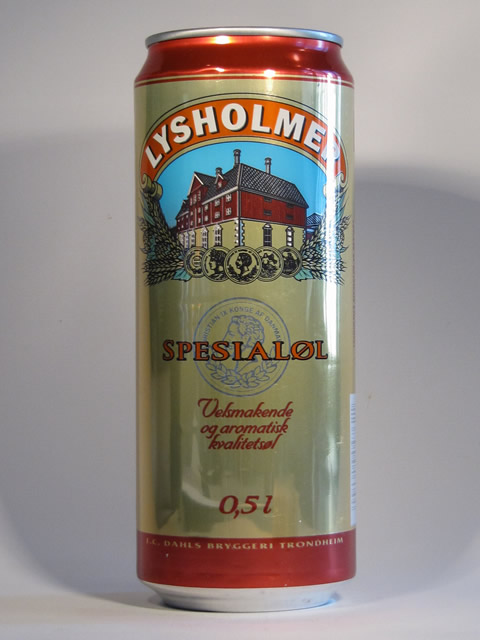 LYSHOLMER
SPESIALØL
Velsmakende
og aromatisk
kvalitetsøl
0,5 l
E.C. DAHLS BRYGGERI TRONDHEIM